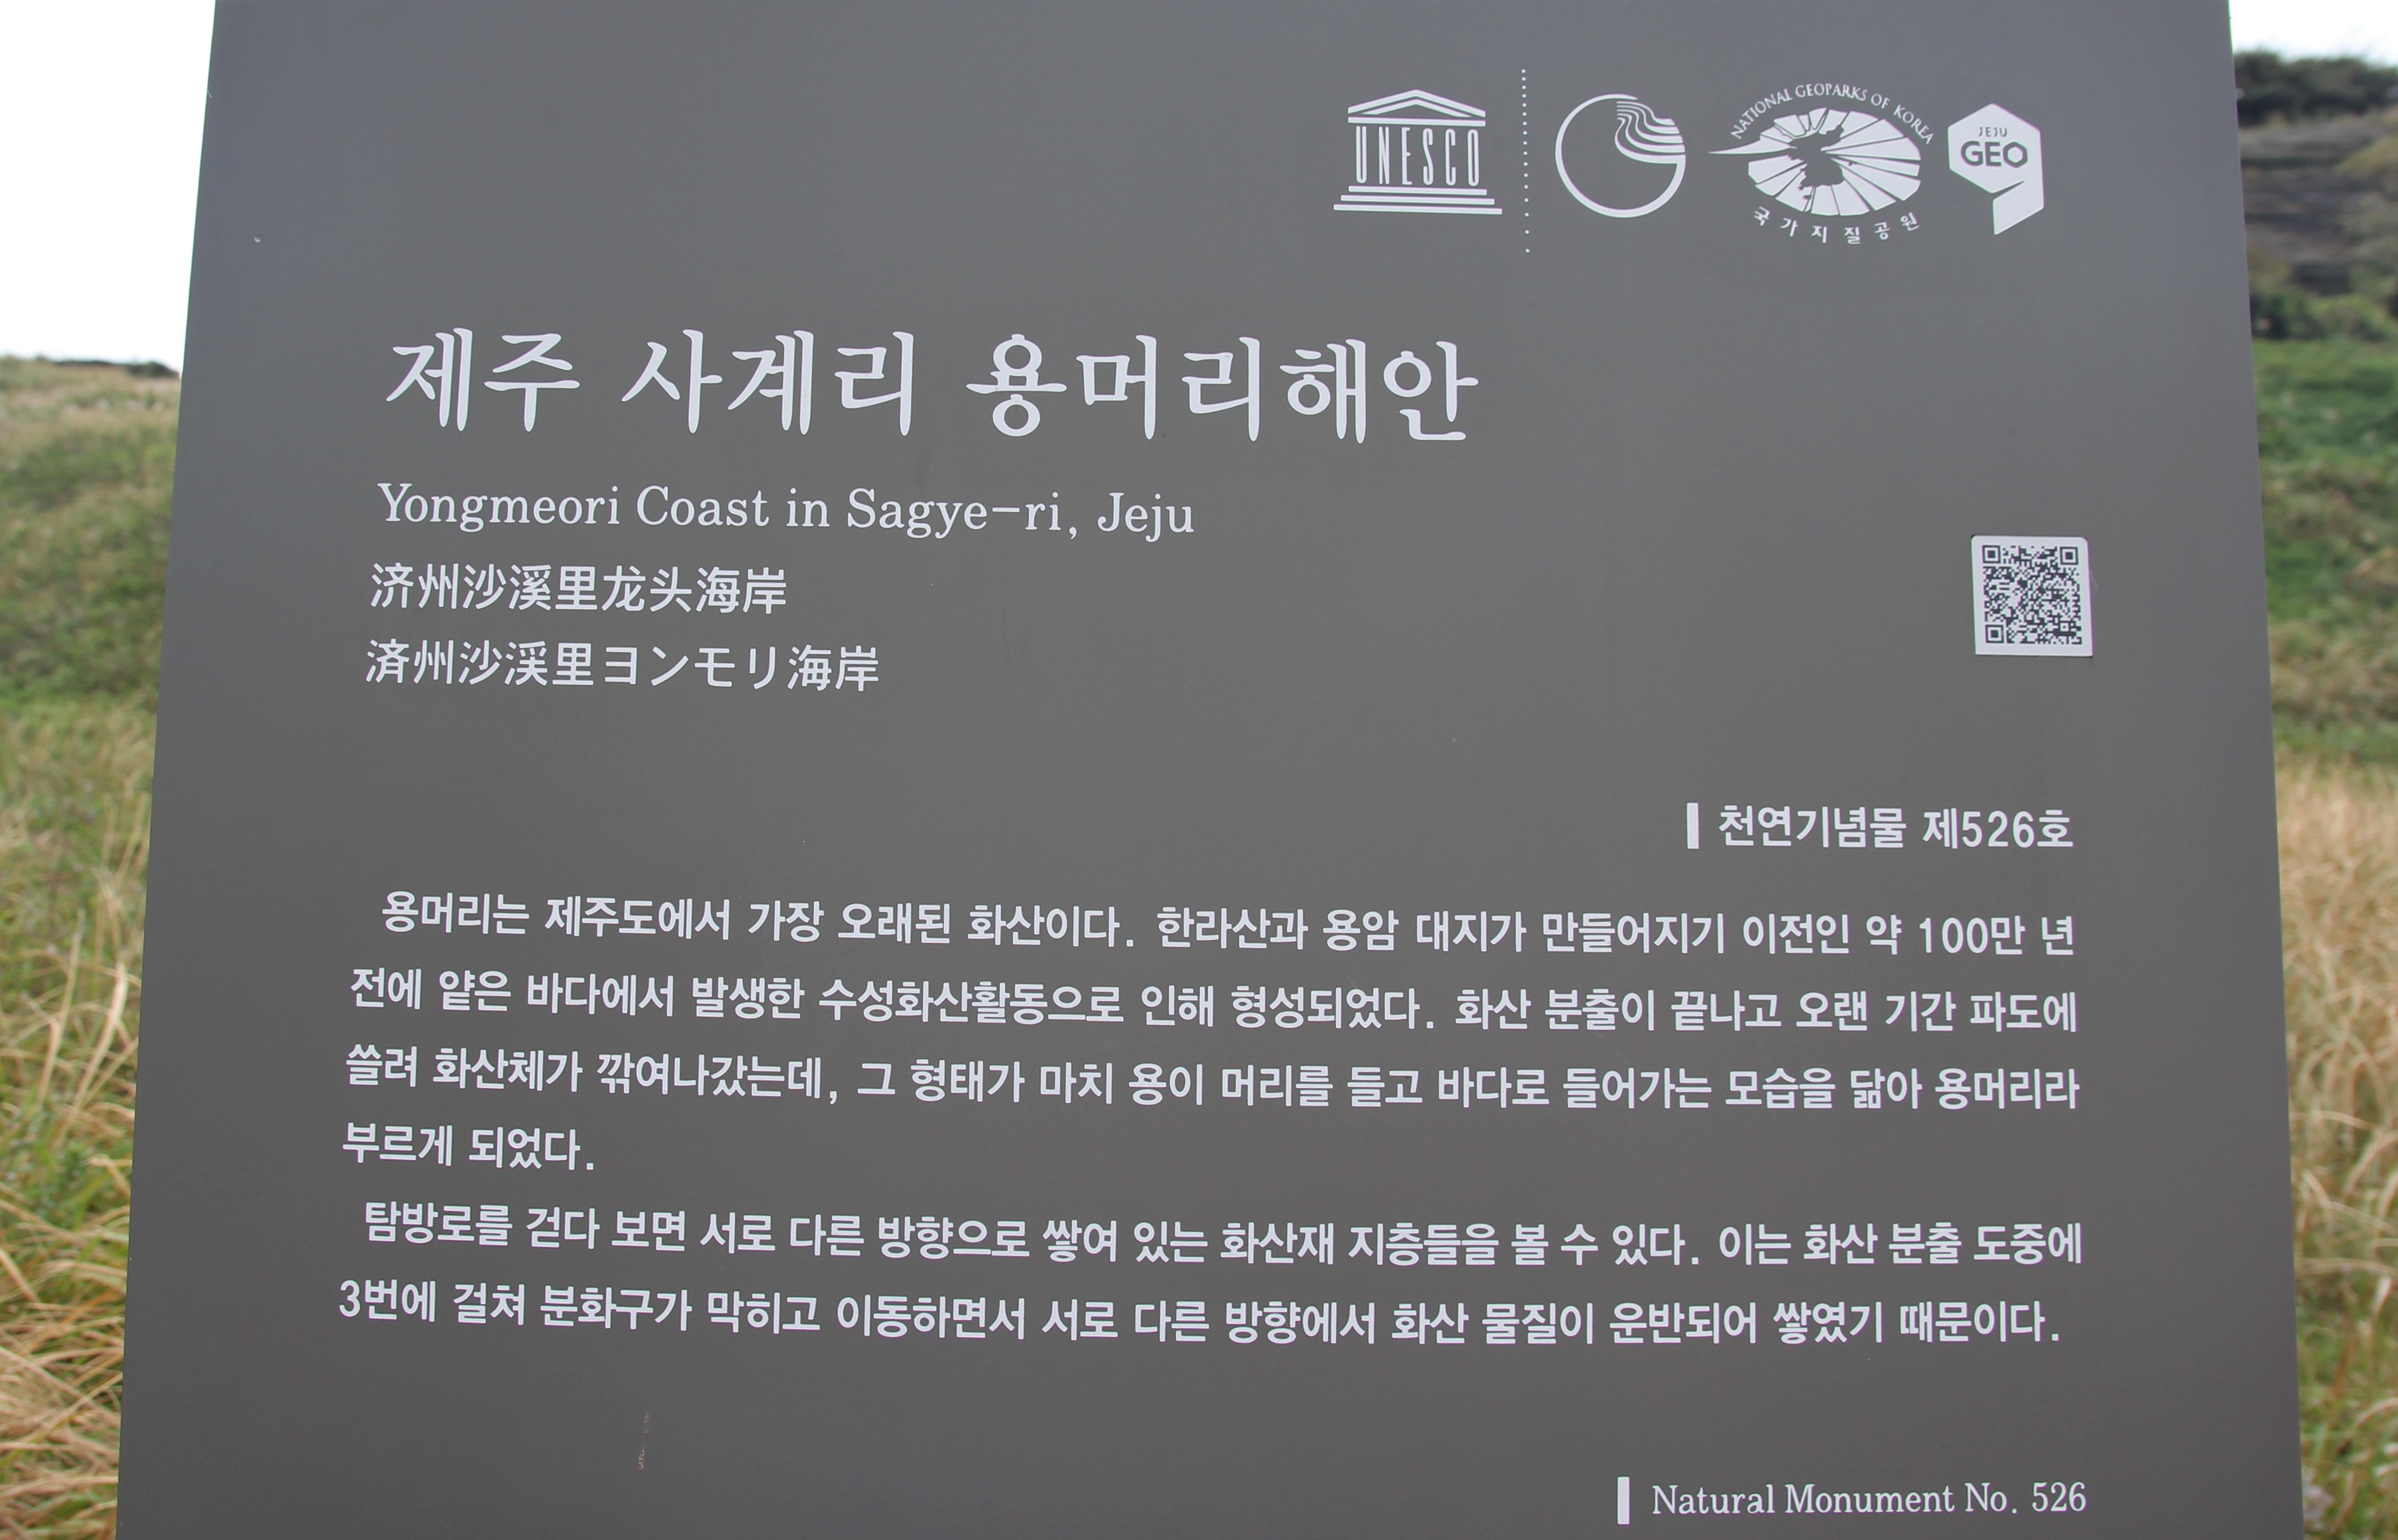 UNESCO
NATIONAL GEOPARKS OF KOREA
국가지질공원
JEJU
GEO
제주 사계리 용머리해안
Yongmeori Coast in Sagye-ri, Jeju
济州沙溪里龙头海岸
済州沙渓里ヨンモリ海岸
천연기념물 제526호
용머리는 제주도에서 가장 오래된 화산이다. 한라산과 용암 대지가 만들어지기 이전인 약 100만 년
전에 얕은 바다에서 발생한 수성화산활동으로 인해 형성되었다. 화산 분출이 끝나고 오랜 기간 파도에
쓸려 화산체가 깎여나갔는데, 그 형태가 마치 용이 머리를 들고 바다로 들어가는 모습을 닮아 용머리라
부르게 되었다.
탐방로를 걷다 보면 서로 다른 방향으로 쌓여 있는 화산재 지층들을 볼 수 있다. 이는 화산 분출 도중에
3번에 걸쳐 분화구가 막히고 이동하면서 서로 다른 방향에서 화산 물질이 운반되어 쌓였기 때문이다.
Natural Monument No. 526